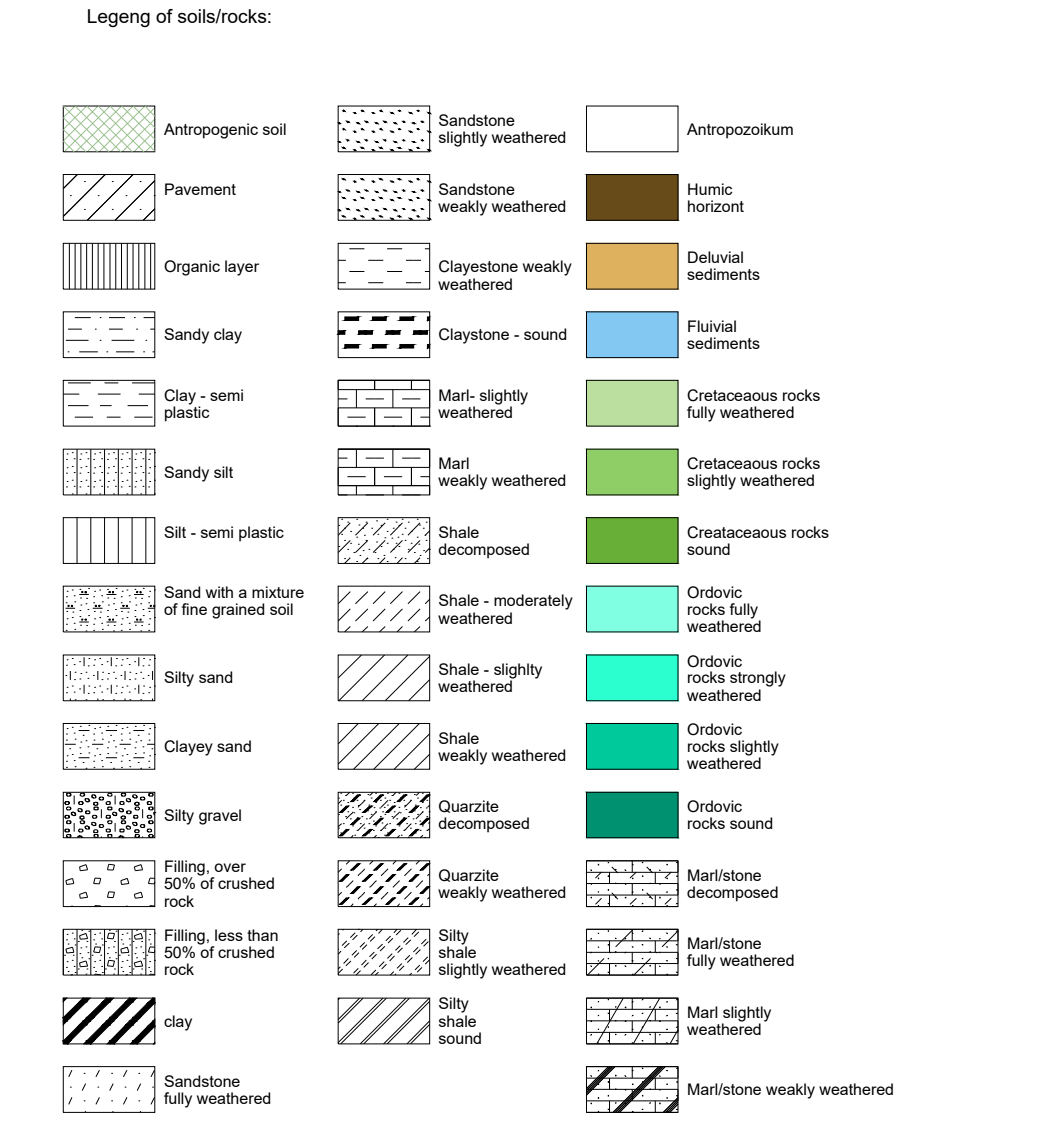 Legeng of soils/rocks:
Antropogenic soil
Pavement
Organic layer
Sandy clay
Clay - semi
plastic
Sandy silt
Silt - semi plastic
Sand with a mixture
of fine grained soil
Silty sand
Clayey sand
Silty gravel
Filling, over
50% of crushed
rock
Filling, less than
50% of crushed
rock
clay
Sandstone
fully weathered
Sandstone
slightly weathered
Sandstone
weakly weathered
Clayestone weakly
weathered
Claystone - sound
Marl- slightly
weathered
Marl
weakly weathered
Shale
decomposed
Shale - moderately
weathered
Shale - slighlty
weathered
Shale
weakly weathered
Quarzite
decomposed
Quarzite
weakly weathered
Silty
shale
slightly weathered
Silty
shale
sound
Antropozoikum
Humic
horizont
Deluvial
sediments
Fluivial
sediments
Cretaceaous rocks
fully weathered
Cretaceaous rocks
slightly weathered
Creataceaous rocks
sound
Ordovic
rocks fully
weathered
Ordovic
rocks strongly
weathered
Ordovic
rocks slightly
weathered
Ordovic
rocks sound
Marl/stone
decomposed
Marl/stone
fully weathered
Marl slightly
weathered
Marl/stone weakly weathered